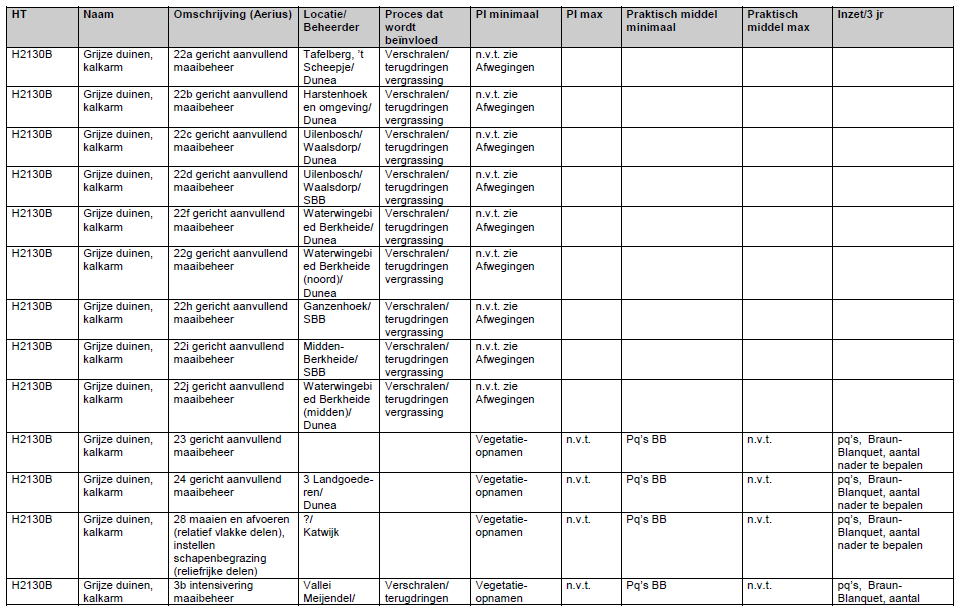 HT Naam Omschrijving (Aerius) Locatie/ Proces dat PI minimaal PI max Praktisch middel Praktisch Inzet/3 jr
Beheerder wordt minimaal middel max
beïnvloed
H2130B Grijze duinen, 22a gericht aanvullend Tafelberg, 't Verschralen/ n.v.t. zie
kalkarm maaibeheer Scheepje/ terugdringen Afwegingen
Dunea vergrassing
H2130B Grijze duinen, 22b gericht aanvullend Harstenhoek Verschralen/ n.v.t. zie
kalkarm maaibeheer en omgeving/ terugdringen Afwegingen
Dunea vergrassing
H2130B Grijze duinen, 22c gericht aanvullend Uilenbosch/ Verschralen/ n.v.t. zie
kalkarm maaibeheer Waalsdorp/ terugdringen Afwegingen
Dunea vergrassing
H2130B Grijze duinen, 22d gericht aanvullend Uilenbosch/ Verschralen/ n.v.t. zie
kalkarm maaibeheer Waalsdorp/ terugdringen Afwegingen
SBB vergrassing
H2130B Grijze duinen, 22f gericht aanvullend Waterwingebi Verschralen/ n.v.t. zie
kalkarm maaibeheer ed Berkheide/ terugdringen Afwegingen
Dunea vergrassing
H2130B Grijze duinen, 22g gericht aanvullend Waterwingebi Verschralen/ n.v.t. zie
kalkarm maaibeheer ed Berkheide terugdringen Afwegingen
(noord)/ vergrassing
Dunea
H2130B Grijze duinen, 22h gericht aanvullend Ganzenhoek/ Verschralen/ n.v.t. zie
kalkarm maaibeheer SBB terugdringen Afwegingen
vergrassing
H2130B Grijze duinen, 22i gericht aanvullend Midden- Verschralen/ n.v.t. zie
kalkarm maaibeheer Berkheide/ terugdringen Afwegingen
SBB vergrassing
H2130B Grijze duinen, 22j gericht aanvullend Waterwingebi Verschralen/ n.v.t. zie
kalkarm maaibeheer ed Berkheide terugdringen Afwegingen
(midden)/ vergrassing
Dunea
H2130B Grijze duinen, 23 gericht aanvullend Vegetatie- n.v.t. Pq's BB n.v.t. pq's, Braun-
kalkarm maaibeheer opnamen Blanquet, aantal
nader te bepalen
H2130B Grijze duinen, 24 gericht aanvullend 3 Landgoede- Vegetatie- n.v.t. Pq's BB n.v.t. pq's, Braun-
kalkarm maaibeheer ren/ opnamen Blanquet, aantal
Dunea nader te bepalen
H2130B Grijze duinen, 28 maaien en afvoeren ?/ Vegetatie- n.v.t. Pq's BB n.v.t. pq's, Braun-
kalkarm (relatief vlakke delen), Katwijk opnamen Blanquet, aantal
instellen nader te bepalen
schapenbegrazing
(reliefrijke delen)
H2130B Grijze duinen, 3b intensivering Vallei Verschralen/ Vegetatie- n.v.t. Pq's BB n.v.t. pq's, Braun-
kalkarm maaibeheer Meijendel/ terugdringen opnamen Blanquet, aantal